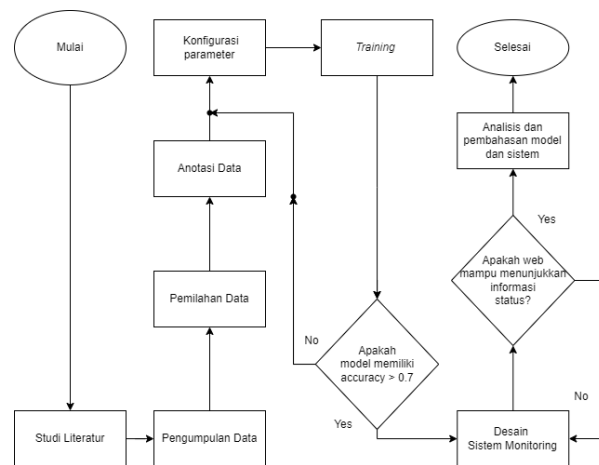 Mulai
Konfigurasi
parameter
Training
Selesai
Analisis dan
pembahasan model
dan sistem
Anotasi Data
Yes
Apakah web
mampu menunjukkan
informasi
status?
Pemilahan Data
No
Apakah
model memiliki
accuracy > 0.7
No
Yes
Studi Literatur
Pengumpulan Data
Desain
Sistem Monitoring